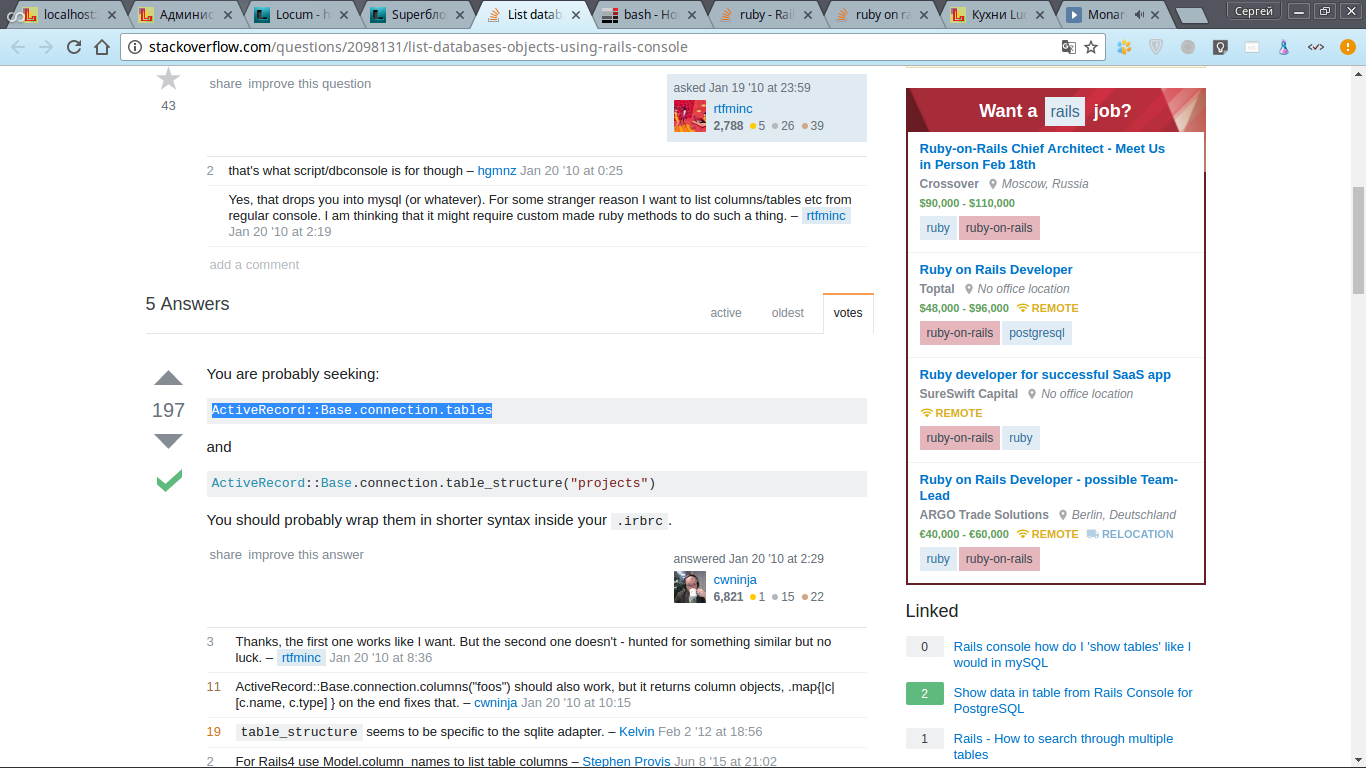 localhost:
Админис
Locum - h
Superбло
List datab
bash - Ho
ruby - Rail
ruby on ra
Кухни Luc
Monar
Сергей
stackoverflow.com/questions/2098131/list-databases-objects-using-rails-console
43
share improve this question
asked Jan 19 '10 at 23:59
rtfminc
2,788 5 26 39
2 that's what script/dbconsole is for though – hgmnz Jan 20 '10 at 0:25
Yes, that drops you into mysql (or whatever). For some stranger reason I want to list columns/tables etc from
regular console. I am thinking that it might require custom made ruby methods to do such a thing. – rtfminc
Jan 20 '10 at 2:19
add a comment
5 Answers
active oldest votes
197
You are probably seeking:
ActiveRecord::Base.connection.tables
and
ActiveRecord::Base.connection.table_structure("projects")
You should probably wrap them in shorter syntax inside your .irbrc.
share improve this answer
answered Jan 20 '10 at 2:29
cwninja
6,821 1 15 22
3 Thanks, the first one works like I want. But the second one doesn't - hunted for something similar but no
luck. – rtfminc Jan 20 '10 at 8:36
11 ActiveRecord::Base.connection.columns("foos") should also work, but it returns column objects, .map{|c|
[c.name, c.type] } on the end fixes that. – cwninja Jan 20 '10 at 10:15
19 table_structure seems to be specific to the sqlite adapter. – Kelvin Feb 2 '12 at 18:56
2 For Rails4 use Model.column_names to list table columns – Stephen Provis Jun 8 '15 at 21:02
Want a rails job?
Ruby-on-Rails Chief Architect - Meet Us
in Person Feb 18th
Crossover Moscow, Russia
$90,000 - $110,000
ruby ruby-on-rails
Ruby on Rails Developer
Toptal No office location
$48,000 - $96,000 REMOTE
ruby-on-rails postgresql
Ruby developer for successful SaaS app
SureSwift Capital No office location
REMOTE
ruby-on-rails ruby
Ruby on Rails Developer - possible Team-
Lead
ARGO Trade Solutions Berlin, Deutschland
€40,000 - €60,000 REMOTE RELOCATION
ruby ruby-on-rails
Linked
0 Rails console how do I 'show tables' like I
would in mySQL
2 Show data in table from Rails Console for
PostgreSQL
1 Rails - How to search through multiple
tables